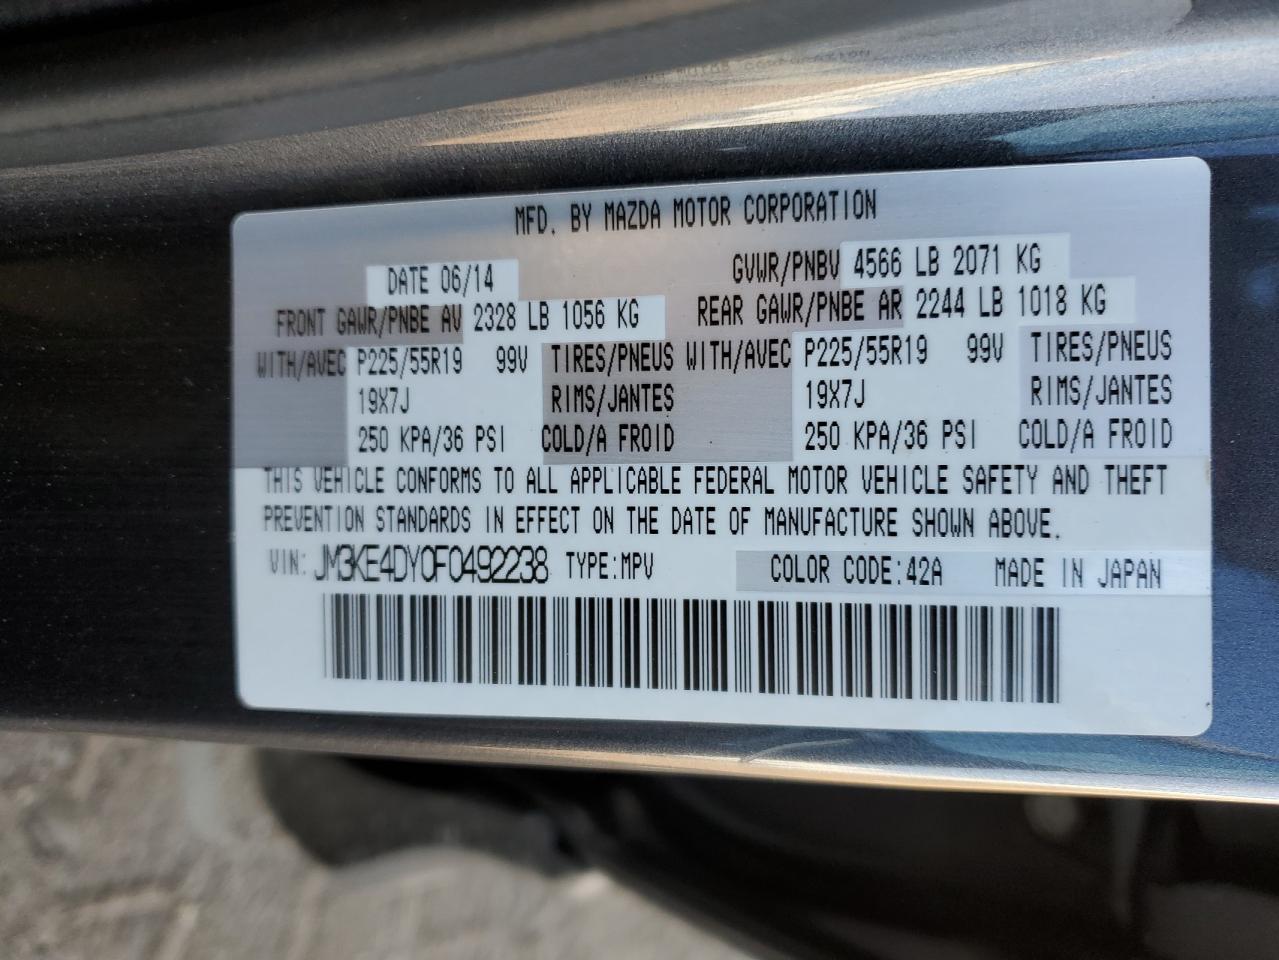 MFD. BY MAZDA MOTOR CORPORATION
DATE 06/14 GVWR/PNBV 4566 LB 2071 KG
FRONT GAWR/PNBE AV 2328 LB 1056 KG REAR GAWR/PNBE AR 2244 LB 1018 KG
WITH/AVEC P225/55R19 99V TIRES/PNEUS WITH/AVEC P225/55R19 99V TIRES/PNEUS
19X7J RIMS/JANTES 19X7J RIMS/JANTES
250 KPA/36 PSI COLD/A FROID 250 KPA/36 PSI COLD/A FROID
THIS VEHICLE CONFORMS TO ALL APPLICABLE FEDERAL MOTOR VEHICLE SAFETY AND THEFT
PREVENTION STANDARDS IN EFFECT ON THE DATE OF MANUFACTURE SHOWN ABOVE.
VIN: JM3KE4DY0F0492238 TYPE:MPV COLOR CODE:42A MADE IN JAPAN